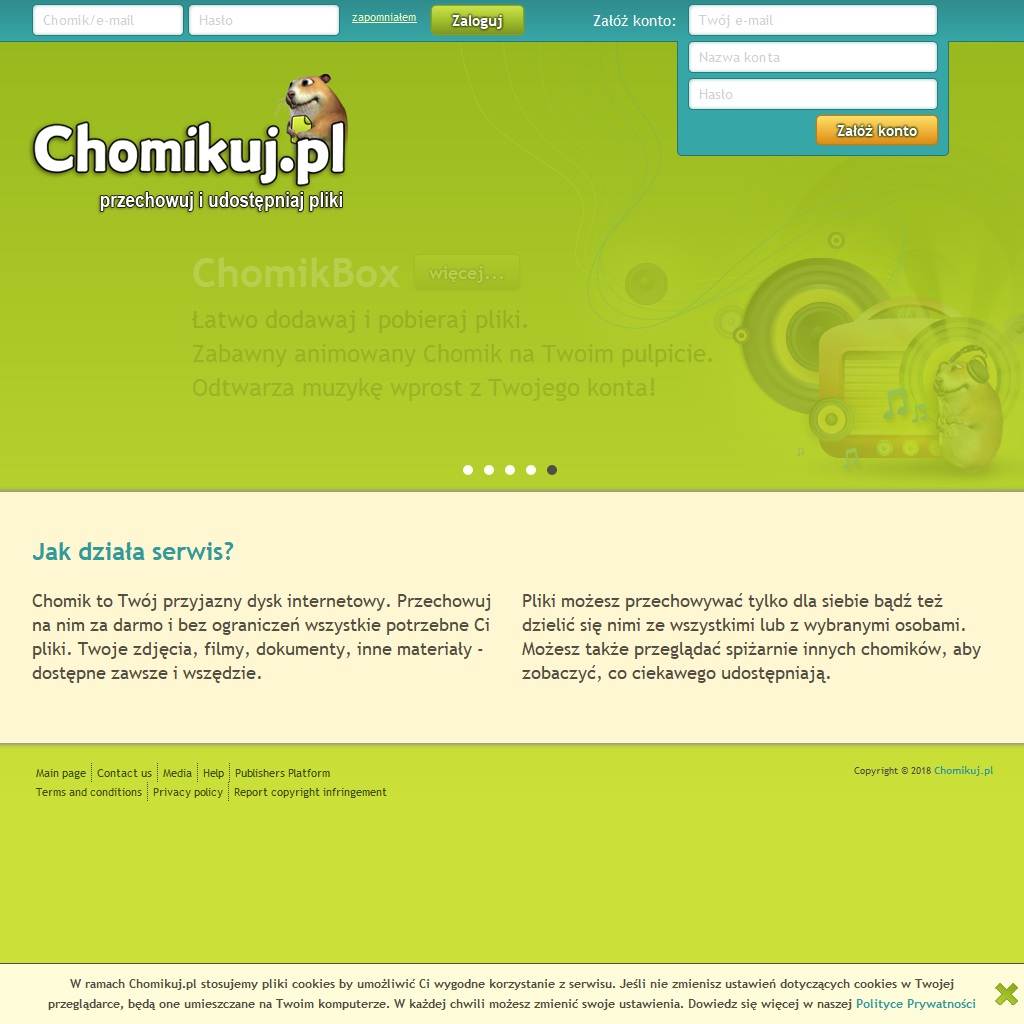 Chomik/e-mail Hasło zapomniałem Zaloguj Załóż konto: Twój e-mail
Nazwa konta
Hasło
Załóż konto
Chomikuj.pl
przechowuj i udostępniaj pliki
ChomikBox więcej...
Łatwo dodawaj i pobieraj pliki.
Zabawny animowany Chomik na Twoim pulpicie.
Odtwarza muzykę wprost z Twojego konta!
Jak działa serwis?
Chomik to Twój przyjazny dysk internetowy. Przechowuj
na nim za darmo i bez ograniczeń wszystkie potrzebne Ci
pliki. Twoje zdjęcia, filmy, dokumenty, inne materiały -
dostępne zawsze i wszędzie.
Pliki możesz przechowywać tylko dla siebie bądź też
dzielić się nimi ze wszystkimi lub z wybranymi osobami.
Możesz także przeglądać spiżarnie innych chomików, aby
zobaczyć, co ciekawego udostępniają.
Main page Contact us Media Help Publishers Platform
Terms and conditions Privacy policy Report copyright infringement
Copyright © 2018 Chomikuj.pl
W ramach Chomikuj.pl stosujemy pliki cookies by umożliwić Ci wygodne korzystanie z serwisu. Jeśli nie zmienisz ustawień dotyczących cookies w Twojej
przeglądarce, będą one umieszczane na Twoim komputerze. W każdej chwili możesz zmienić swoje ustawienia. Dowiedz się więcej w naszej Polityce Prywatności